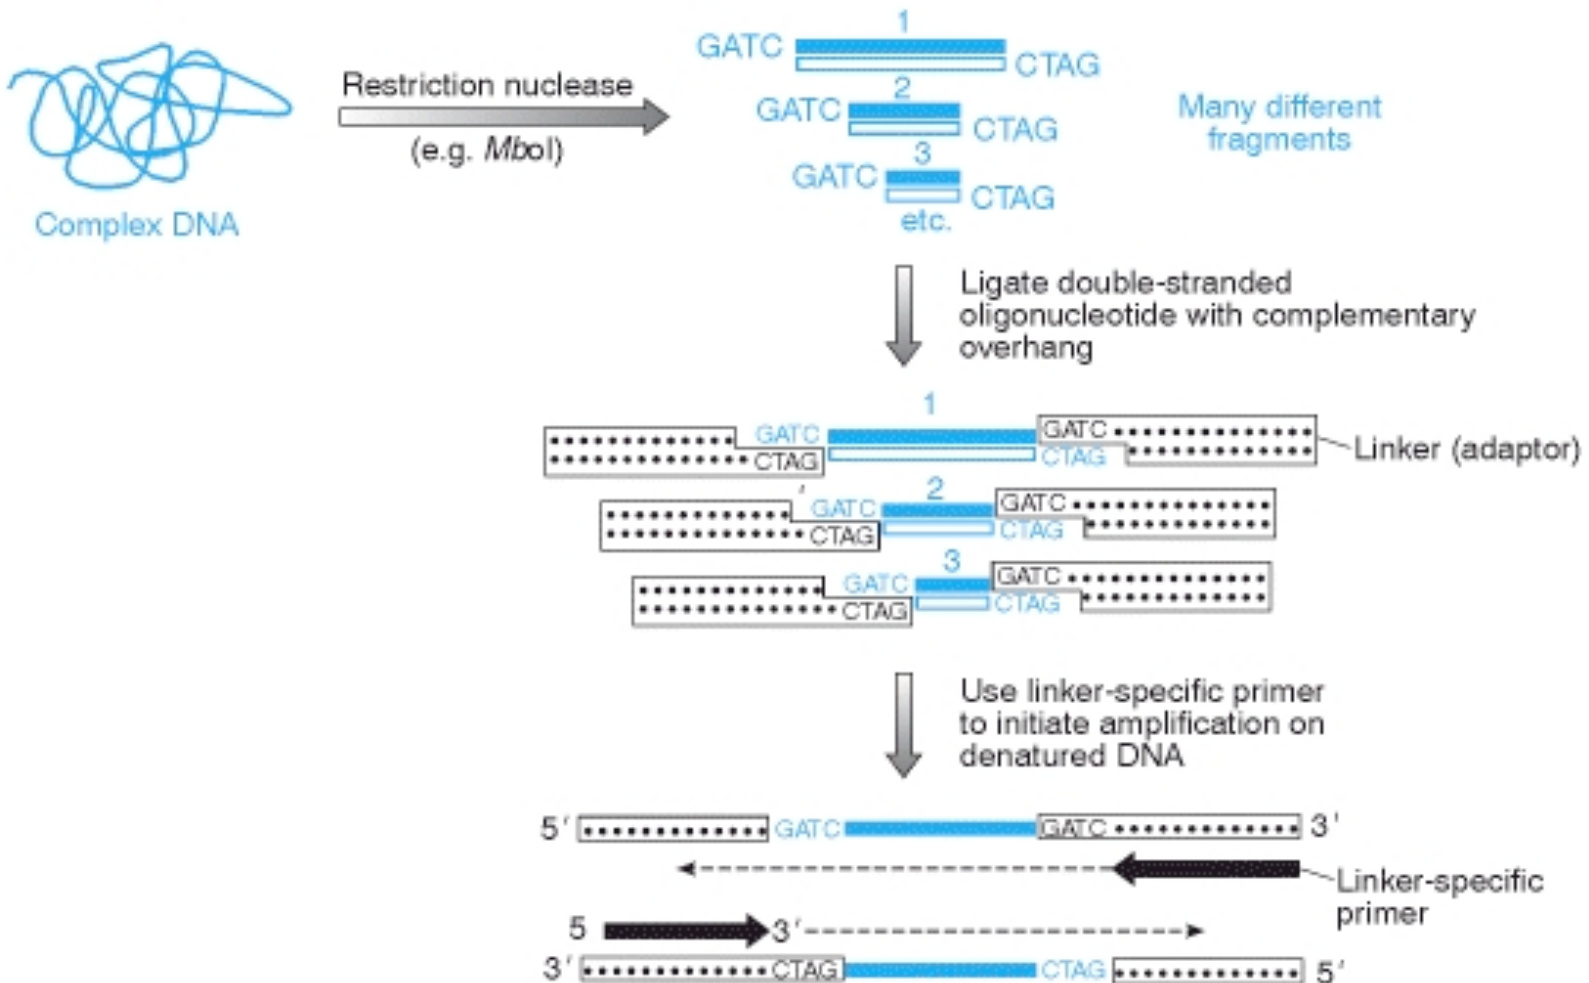 Complex DNA
Restriction nuclease
(e.g. MboI)
1
GATC CTAG
2
GATC CTAG
3
GATC CTAG
etc.
Many different
fragments
Ligate double-stranded
oligonucleotide with complementary
overhang
1
GATC GATC
CTAG CTAG
Linker (adaptor)
2
GATC GATC
CTAG CTAG
3
GATC GATC
CTAG CTAG
Use linker-specific primer
to initiate amplification on
denatured DNA
5′ GATC GATC 3′
Linker-specific
primer
5 3′
3′ CTAG CTAG 5′